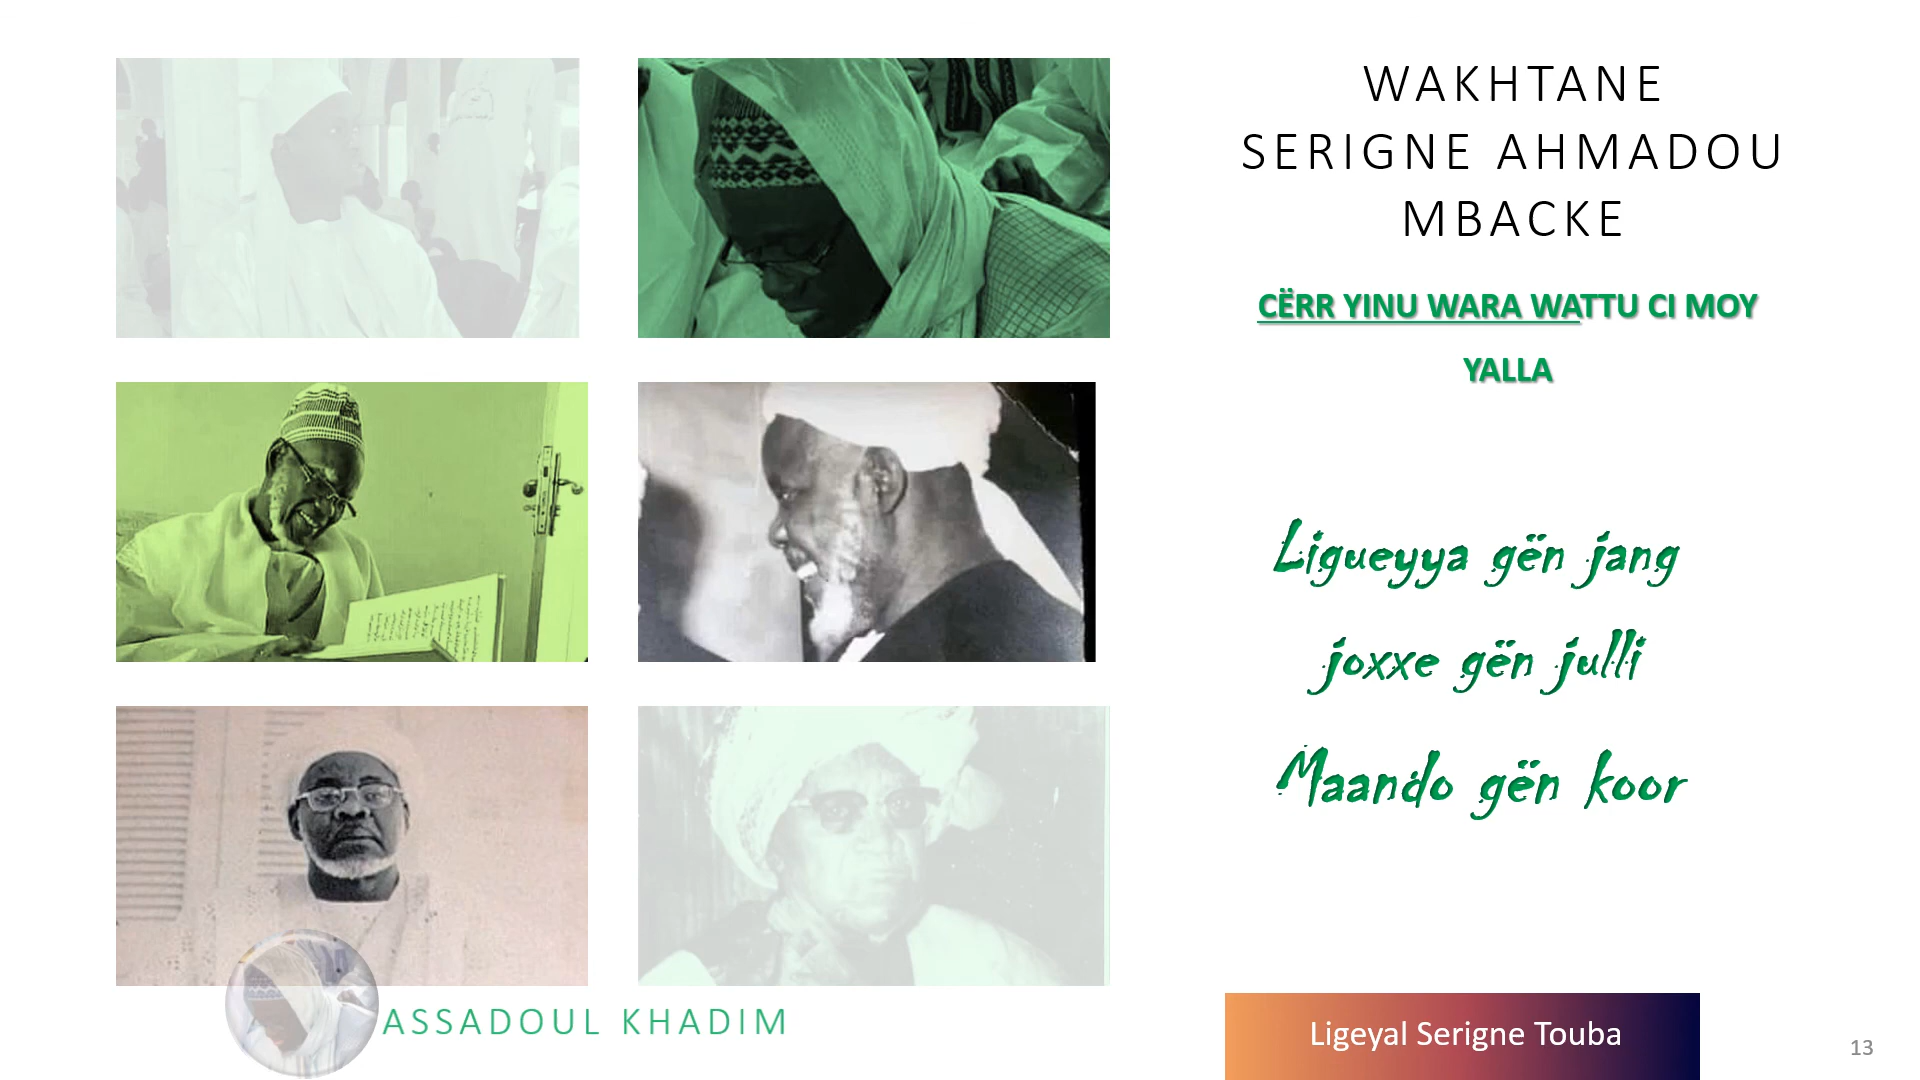 WAKHTANE
SERIGNE AHMADOU
MBACKE
CËRR YINU WARA WATTU CI MOY
YALLA
Ligueyya gën jang
joxxe gën julli
Maando gën koor
ASSADOUL KHADIM
Ligeyal Serigne Touba
13